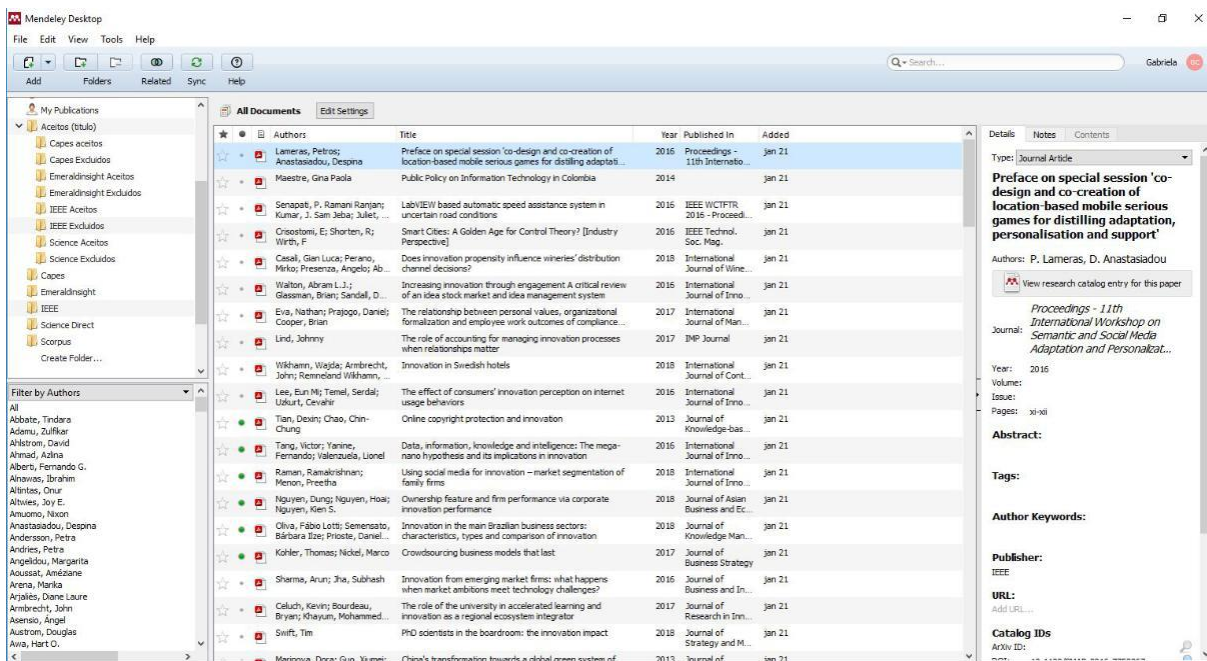 Mendeley Desktop
File Edit View Tools Help
Add Folders Related Sync Help
Search...
Gabriela GC
My Publications
Aceitos (titulo)
Capes aceitos
Capes Excluidos
Emeraldinsight Aceitos
Emeraldinsight Excluidos
IEEE Aceitos
IEEE Excluidos
Science Aceitos
Science Excluidos
Capes
EmeraldInsight
IEEE
Science Direct
Scorpus
Create Folder...
Filter by Authors
All
Abbate, Tindara
Adamu, Zulfikar
Ahlstrom, David
Ahmad, Azlina
Alberti, Fernando G.
Alnawas, Ibrahim
Altintas, Onur
Altwies, Joy E.
Amuomo, Nixon
Anastasiadou, Despina
Andersson, Petra
Andries, Petra
Angelidou, Margarita
Aoussat, Améziane
Arena, Marika
Arjaliès, Diane Laure
Armbrecht, John
Asensio, Ángel
Austrom, Douglas
Awa, Hart O.
All Documents Edit Settings
Authors Title Year Published In Added
Lameras, Petros; Preface on special session 'co-design and co-creation of 2016 Proceedings - jan 21
Anastasiadou, Despina location-based mobile serious games for distilling adaptati... 11th Internatio...
Maestre, Gina Paola Public Policy on Information Technology in Colombia 2014 jan 21
Senapati, P. Ramani Ranjan; LabVIEW based automatic speed assistance system in 2016 IEEE WCTFTR jan 21
Kumar, J. Sam Jeba; Juliet, ... uncertain road conditions 2016 - Proceedi...
Crisostomi, E; Shorten, R; Smart Cities: A Golden Age for Control Theory? [Industry 2016 IEEE Technol. jan 21
Wirth, F Perspective] Soc. Mag.
Casali, Gian Luca; Perano, Does innovation propensity influence wineries' distribution 2018 International jan 21
Mirko; Presenza, Angelo; Ab... channel decisions? Journal of Wine...
Walton, Abram L.J.; Increasing innovation through engagement A critical review 2016 International jan 21
Glassman, Brian; Sandall, D... of an idea stock market and idea management system Journal of Inno...
Eva, Nathan; Prajogo, Daniel; The relationship between personal values, organizational 2017 International jan 21
Cooper, Brian formalization and employee work outcomes of compliance... Journal of Man...
Lind, Johnny The role of accounting for managing innovation processes 2017 IMP Journal jan 21
when relationships matter
Wikhamn, Wajda; Armbrecht, Innovation in Swedish hotels 2018 International jan 21
John; Remneland Wikhamn, ... Journal of Cont...
Lee, Eun Mi; Temel, Serdal; The effect of consumers' innovation perception on internet 2016 International jan 21
Uzkurt, Cevahir usage behaviors Journal of Inno...
Tian, Dexin; Chao, Chin- Online copyright protection and innovation 2013 Journal of jan 21
Chung Knowledge-bas...
Tang, Victor; Yanine, Data, information, knowledge and intelligence: The mega- 2016 International jan 21
Fernando; Valenzuela, Lionel nano hypothesis and its implications in innovation Journal of Inno...
Raman, Ramakrishnan; Using social media for innovation – market segmentation of 2018 International jan 21
Menon, Preetha family firms Journal of Inno...
Nguyen, Dung; Nguyen, Hoai; Ownership feature and firm performance via corporate 2018 Journal of Asian jan 21
Nguyen, Kien S. innovation performance Business and Ec...
Oliva, Fábio Lotti; Semensato, Innovation in the main Brazilian business sectors: 2018 Journal of jan 21
Bárbara Ilze; Prioste, Daniel... characteristics, types and comparison of innovation Knowledge Man...
Kohler, Thomas; Nickel, Marco Crowdsourcing business models that last 2017 Journal of jan 21
Business Strategy
Sharma, Arun; Jha, Subhash Innovation from emerging market firms: what happens 2016 Journal of jan 21
when market ambitions meet technology challenges? Business and In...
Celuch, Kevin; Bourdeau, The role of the university in accelerated learning and 2017 Journal of jan 21
Bryan; Khayum, Mohammed... innovation as a regional ecosystem integrator Research in Inn...
Swift, Tim PhD scientists in the boardroom: the innovation impact 2018 Journal of jan 21
Strategy and M...
Marinova, Dora; Guo, Xiumei; China's transformation towards a global green system of 2013 Journal of jan 21
Details Notes Contents
Type: Journal Article
Preface on special session 'co-
design and co-creation of
location-based mobile serious
games for distilling adaptation,
personalisation and support'
Authors: P. Lameras, D. Anastasiadou
View research catalog entry for this paper
Proceedings - 11th
International Workshop on
Journal: Semantic and Social Media
Adaptation and Personalizat...
Year: 2016
Volume:
Issue:
Pages: xi-xii
Abstract:
Tags:
Author Keywords:
Publisher:
IEEE
URL:
Add URL...
Catalog IDs
ArXiv ID: